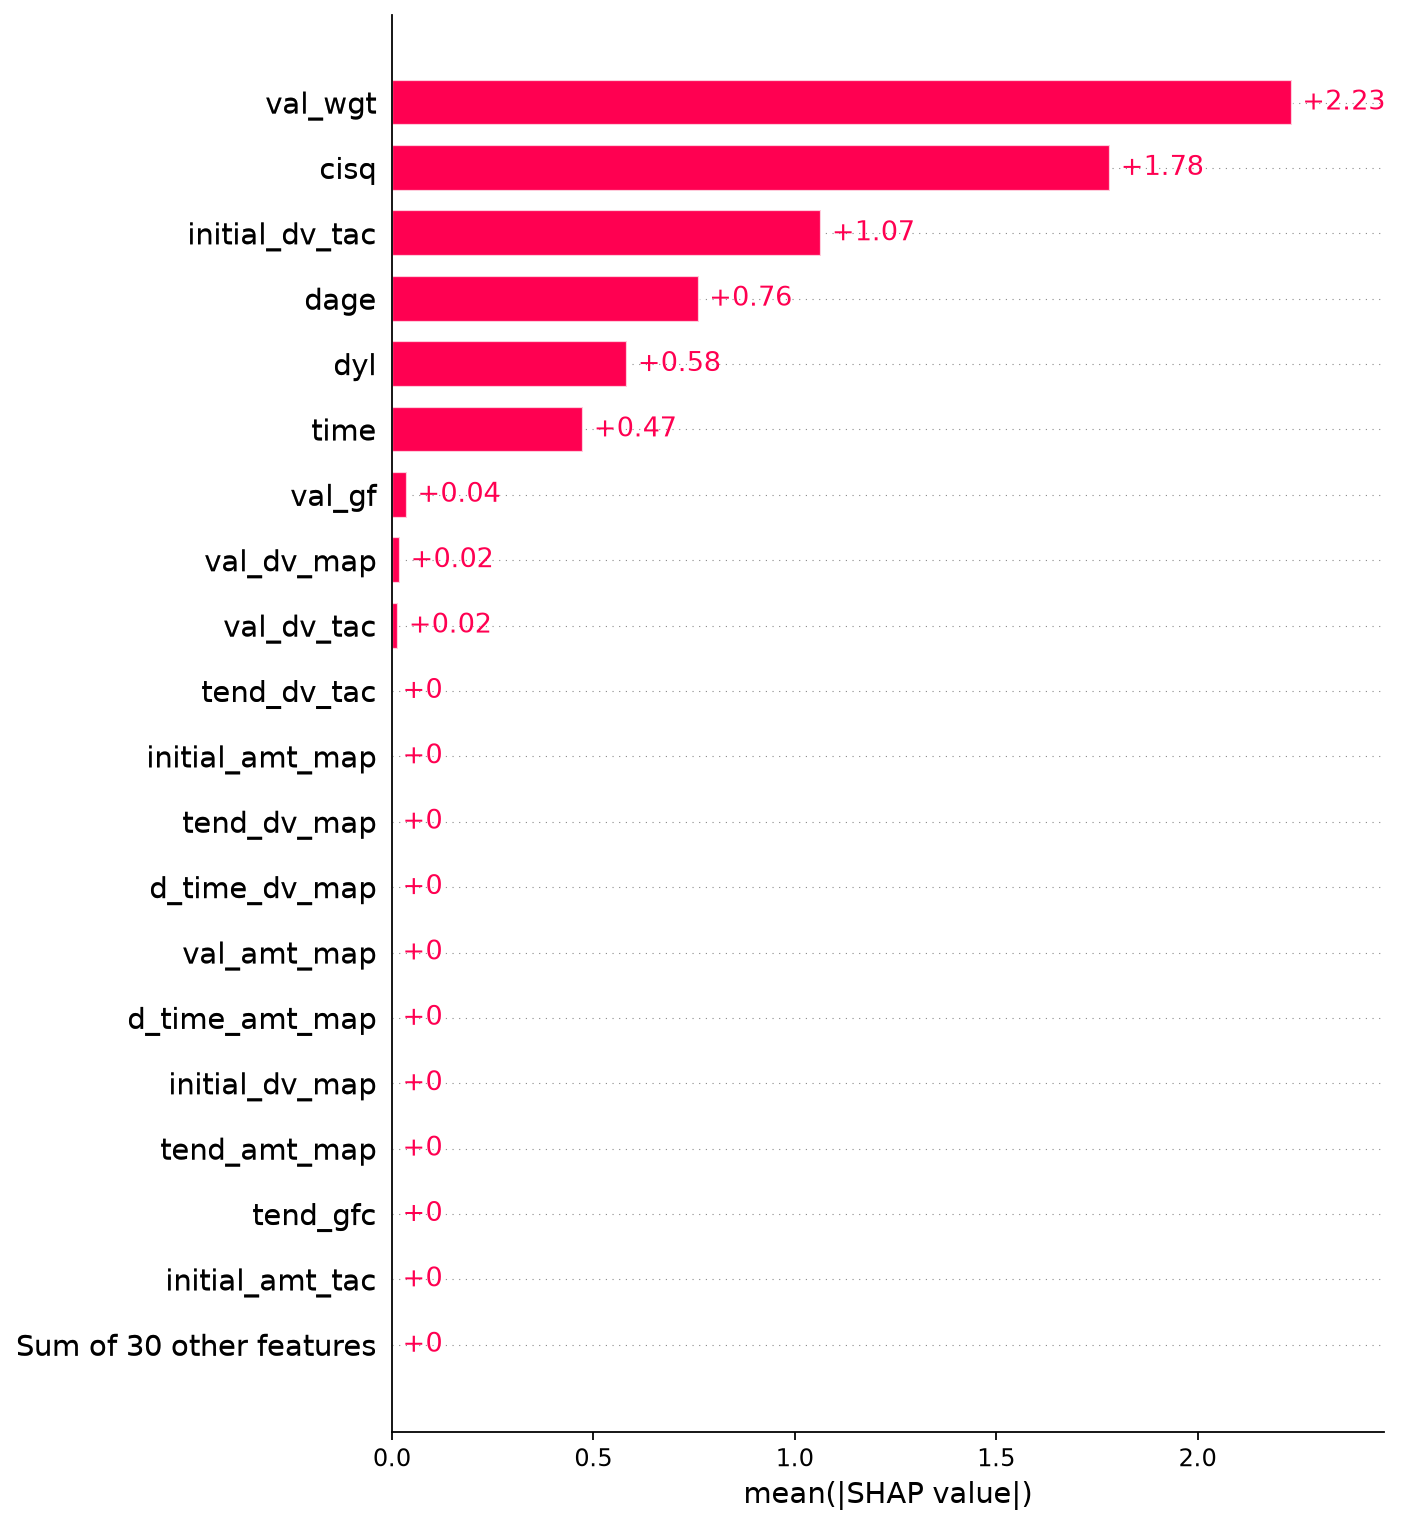 val_wgt +2.23
cisq +1.78
initial_dv_tac +1.07
dage +0.76
dyl +0.58
time +0.47
val_gf +0.04
val_dv_map +0.02
val_dv_tac +0.02
tend_dv_tac +0
initial_amt_map +0
tend_dv_map +0
d_time_dv_map +0
val_amt_map +0
d_time_amt_map +0
initial_dv_map +0
tend_amt_map +0
tend_gfc +0
initial_amt_tac +0
Sum of 30 other features +0
0.0 0.5 1.0 1.5 2.0
mean(|SHAP value|)